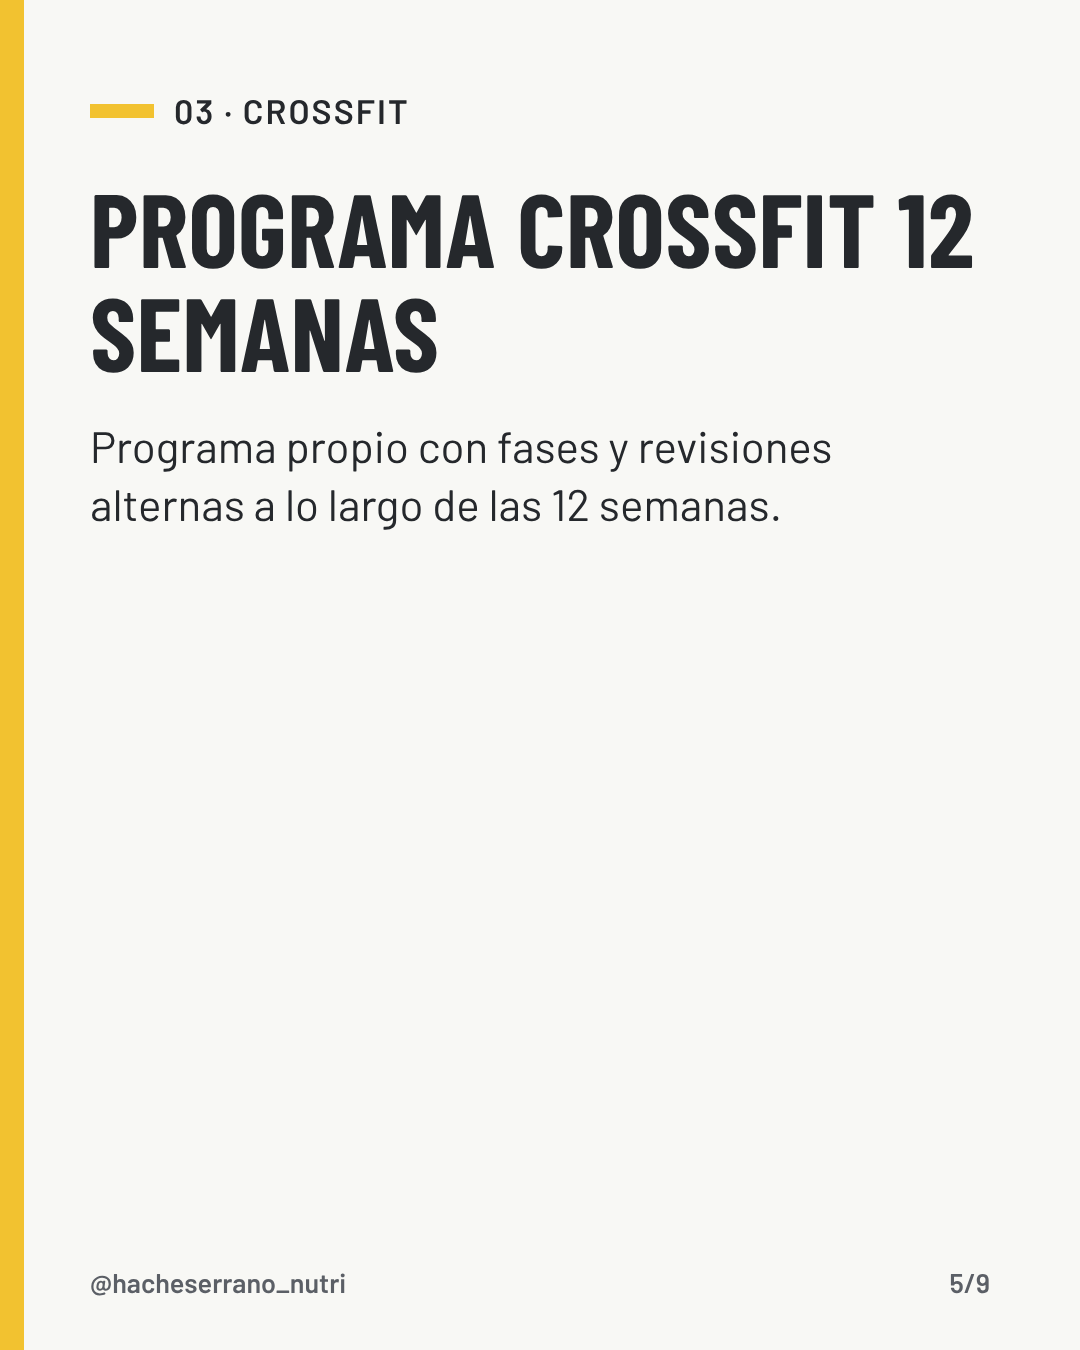 03 · CROSSFIT
PROGRAMA CROSSFIT 12
SEMANAS
Programa propio con fases y revisiones
alternas a lo largo de las 12 semanas.
@hacheserrano_nutri
5/9